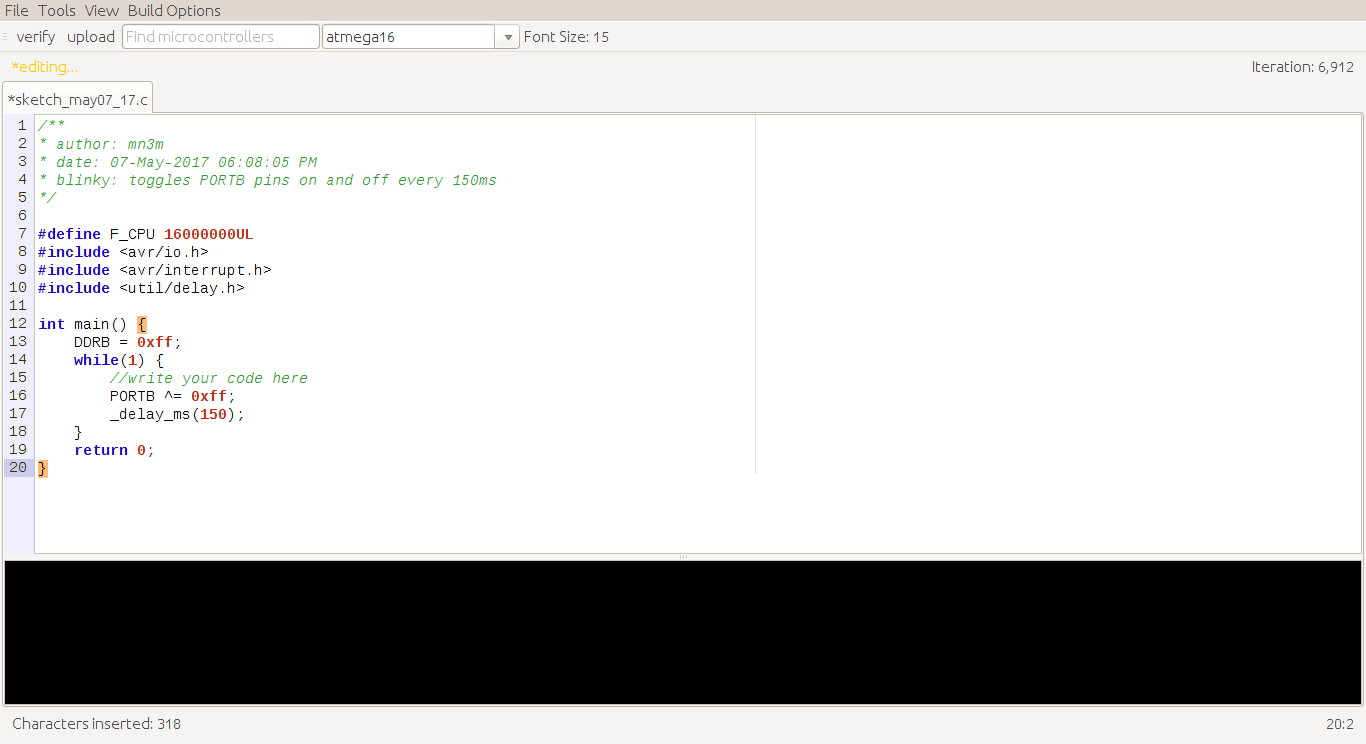 File Tools View Build Options
verify upload Find microcontrollers atmega16 Font Size: 15
*editing... Iteration: 6,912
*sketch_may07_17.c
1 /**
2 * author: mn3m
3 * date: 07-May-2017 06:08:05 PM
4 * blinky: toggles PORTB pins on and off every 150ms
5 */
6
7 #define F_CPU 16000000UL
8 #include <avr/io.h>
9 #include <avr/interrupt.h>
10 #include <util/delay.h>
11
12 int main() {
13     DDRB = 0xff;
14     while(1) {
15         //write your code here
16         PORTB ^= 0xff;
17         _delay_ms(150);
18     }
19     return 0;
20 }
Characters inserted: 318 20:2